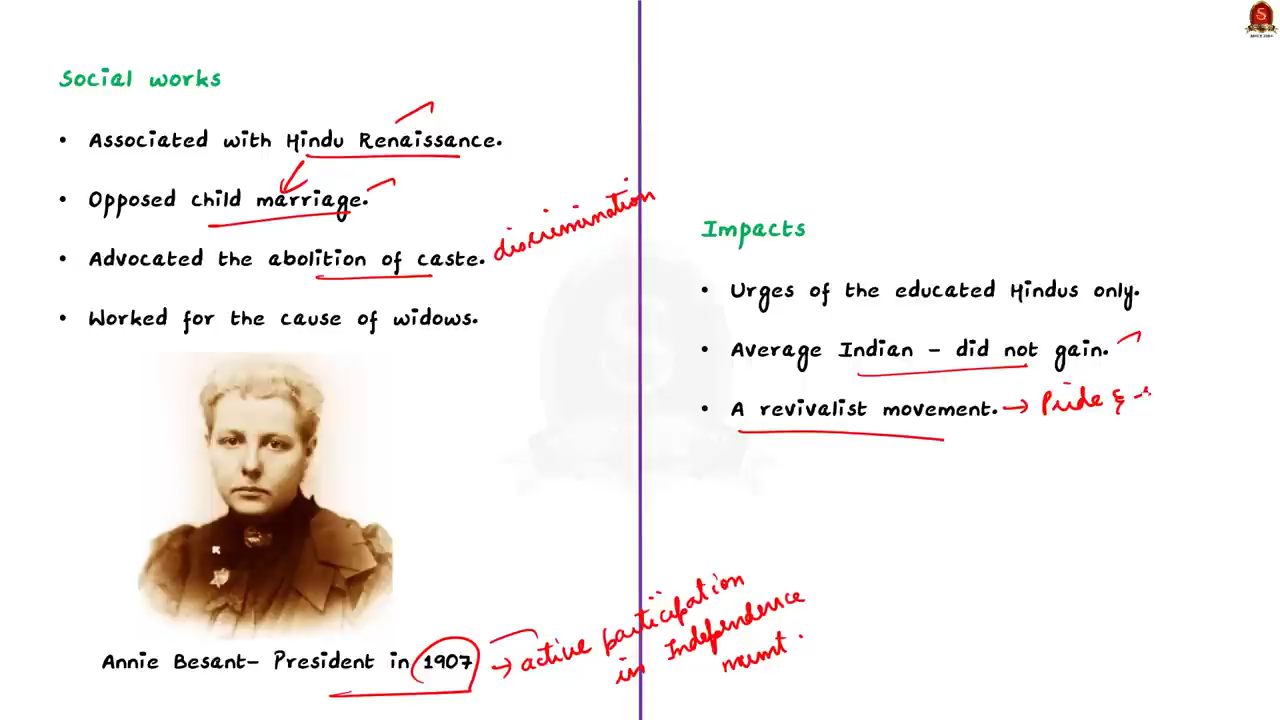 Social works
• Associated with Hindu Renaissance.
• Opposed child marriage.
• Advocated the abolition of caste. discrimination
• Worked for the cause of widows.
Annie Besant- President in 1907
→ active participation
in Independence
mvmt.
Impacts
• Urges of the educated Hindus only.
• Average Indian - did not gain.
• A revivalist movement. → Pride &